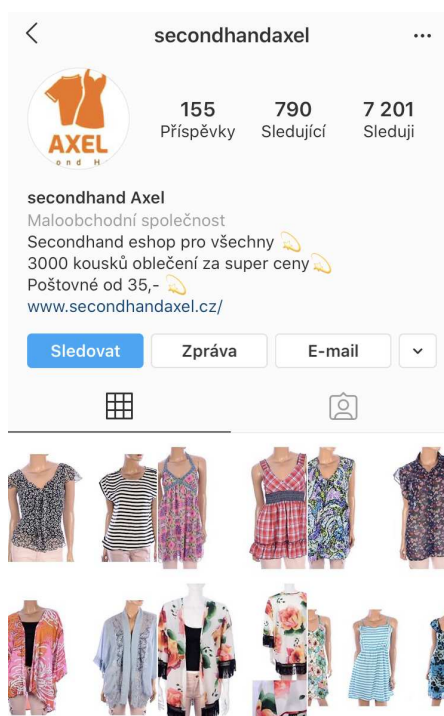 secondhandaxel
AXEL
ond H
155 790 7 201
Příspěvky Sledující Sleduji
secondhand Axel
Maloobchodní společnost
Secondhand eshop pro všechny 💫
3000 kousků oblečení za super ceny 💫
Poštovné od 35,- 💫
www.secondhandaxel.cz/
Sledovat Zpráva E-mail